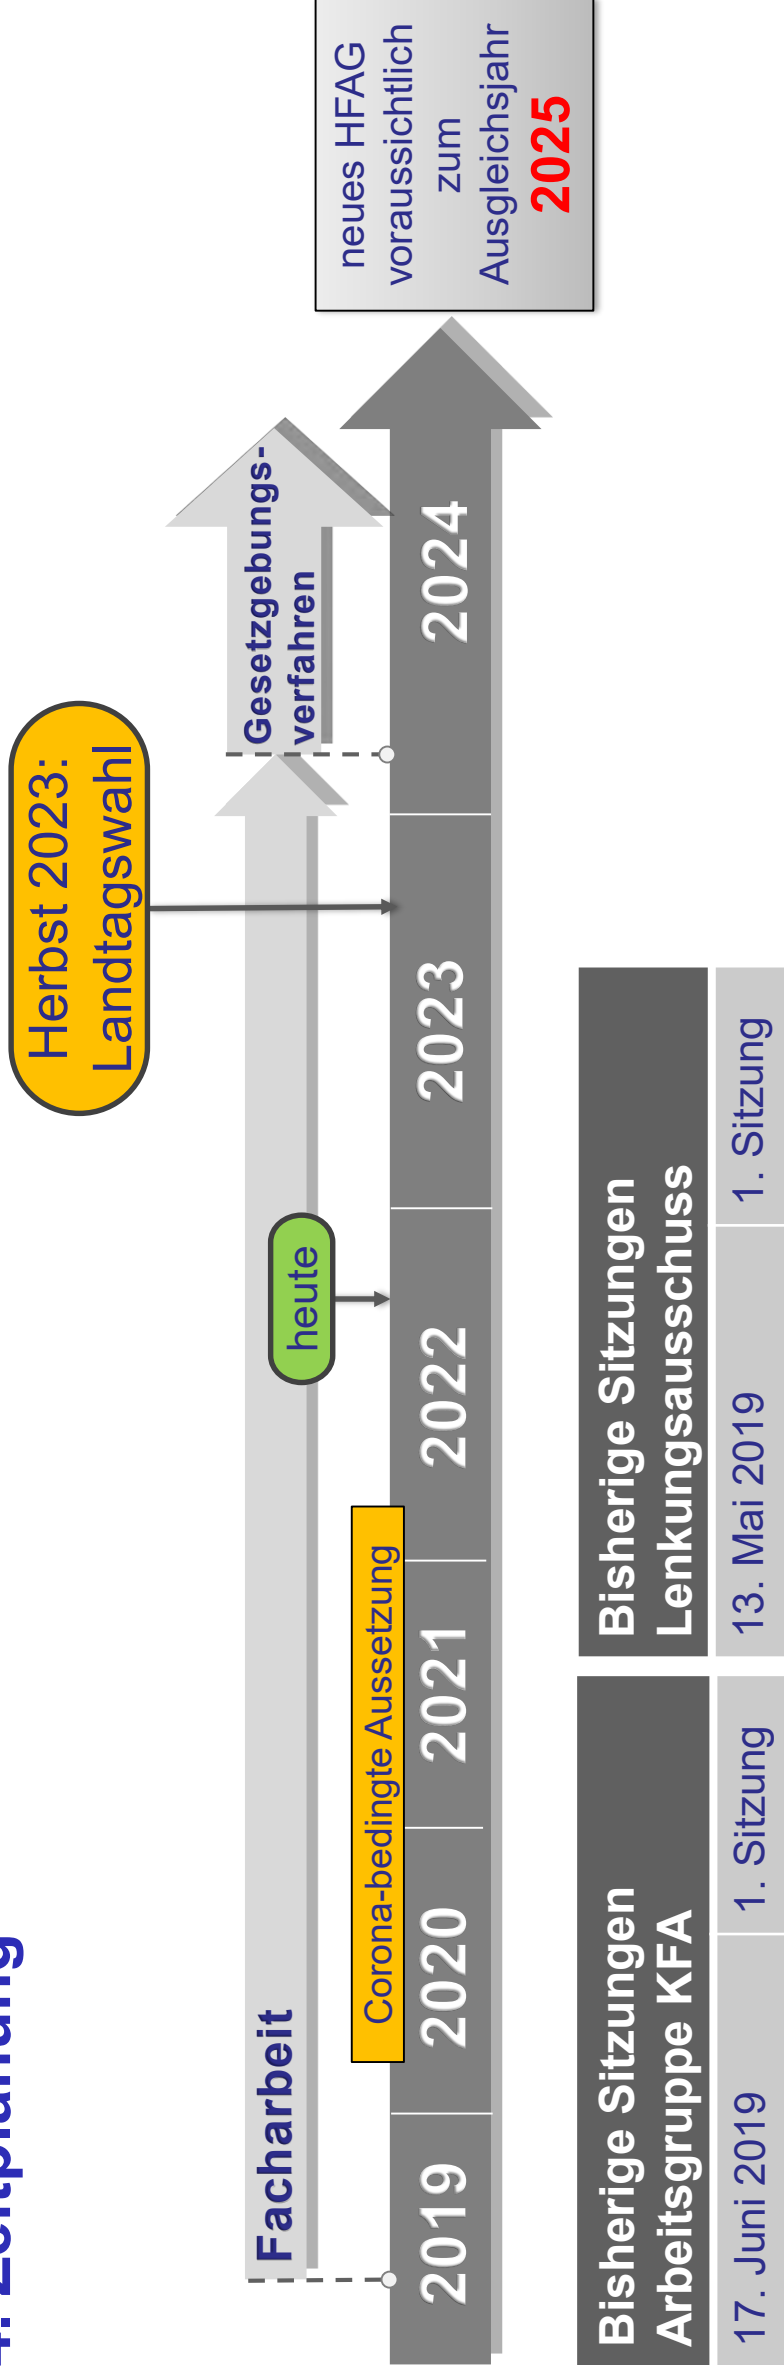 4. Zeitplanung
Herbst 2023:
Landtagswahl
Facharbeit
Gesetzgebungs-
verfahren
heute
Corona-bedingte Aussetzung
2019
2020
2021
2022
2023
2024
neues HFAG
voraussichtlich
zum
Ausgleichsjahr
2025
Bisherige Sitzungen
Arbeitsgruppe KFA
17. Juni 2019
1. Sitzung
Bisherige Sitzungen
Lenkungsausschuss
13. Mai 2019
1. Sitzung